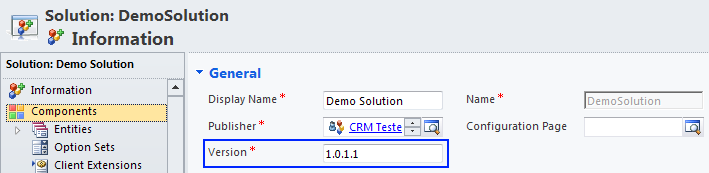 Solution: DemoSolution
Information
Solution: Demo Solution
Information
Components
Entities
Option Sets
Client Extensions
General
Display Name * Demo Solution Name * DemoSolution
Publisher * CRM Teste Configuration Page
Version * 1.0.1.1